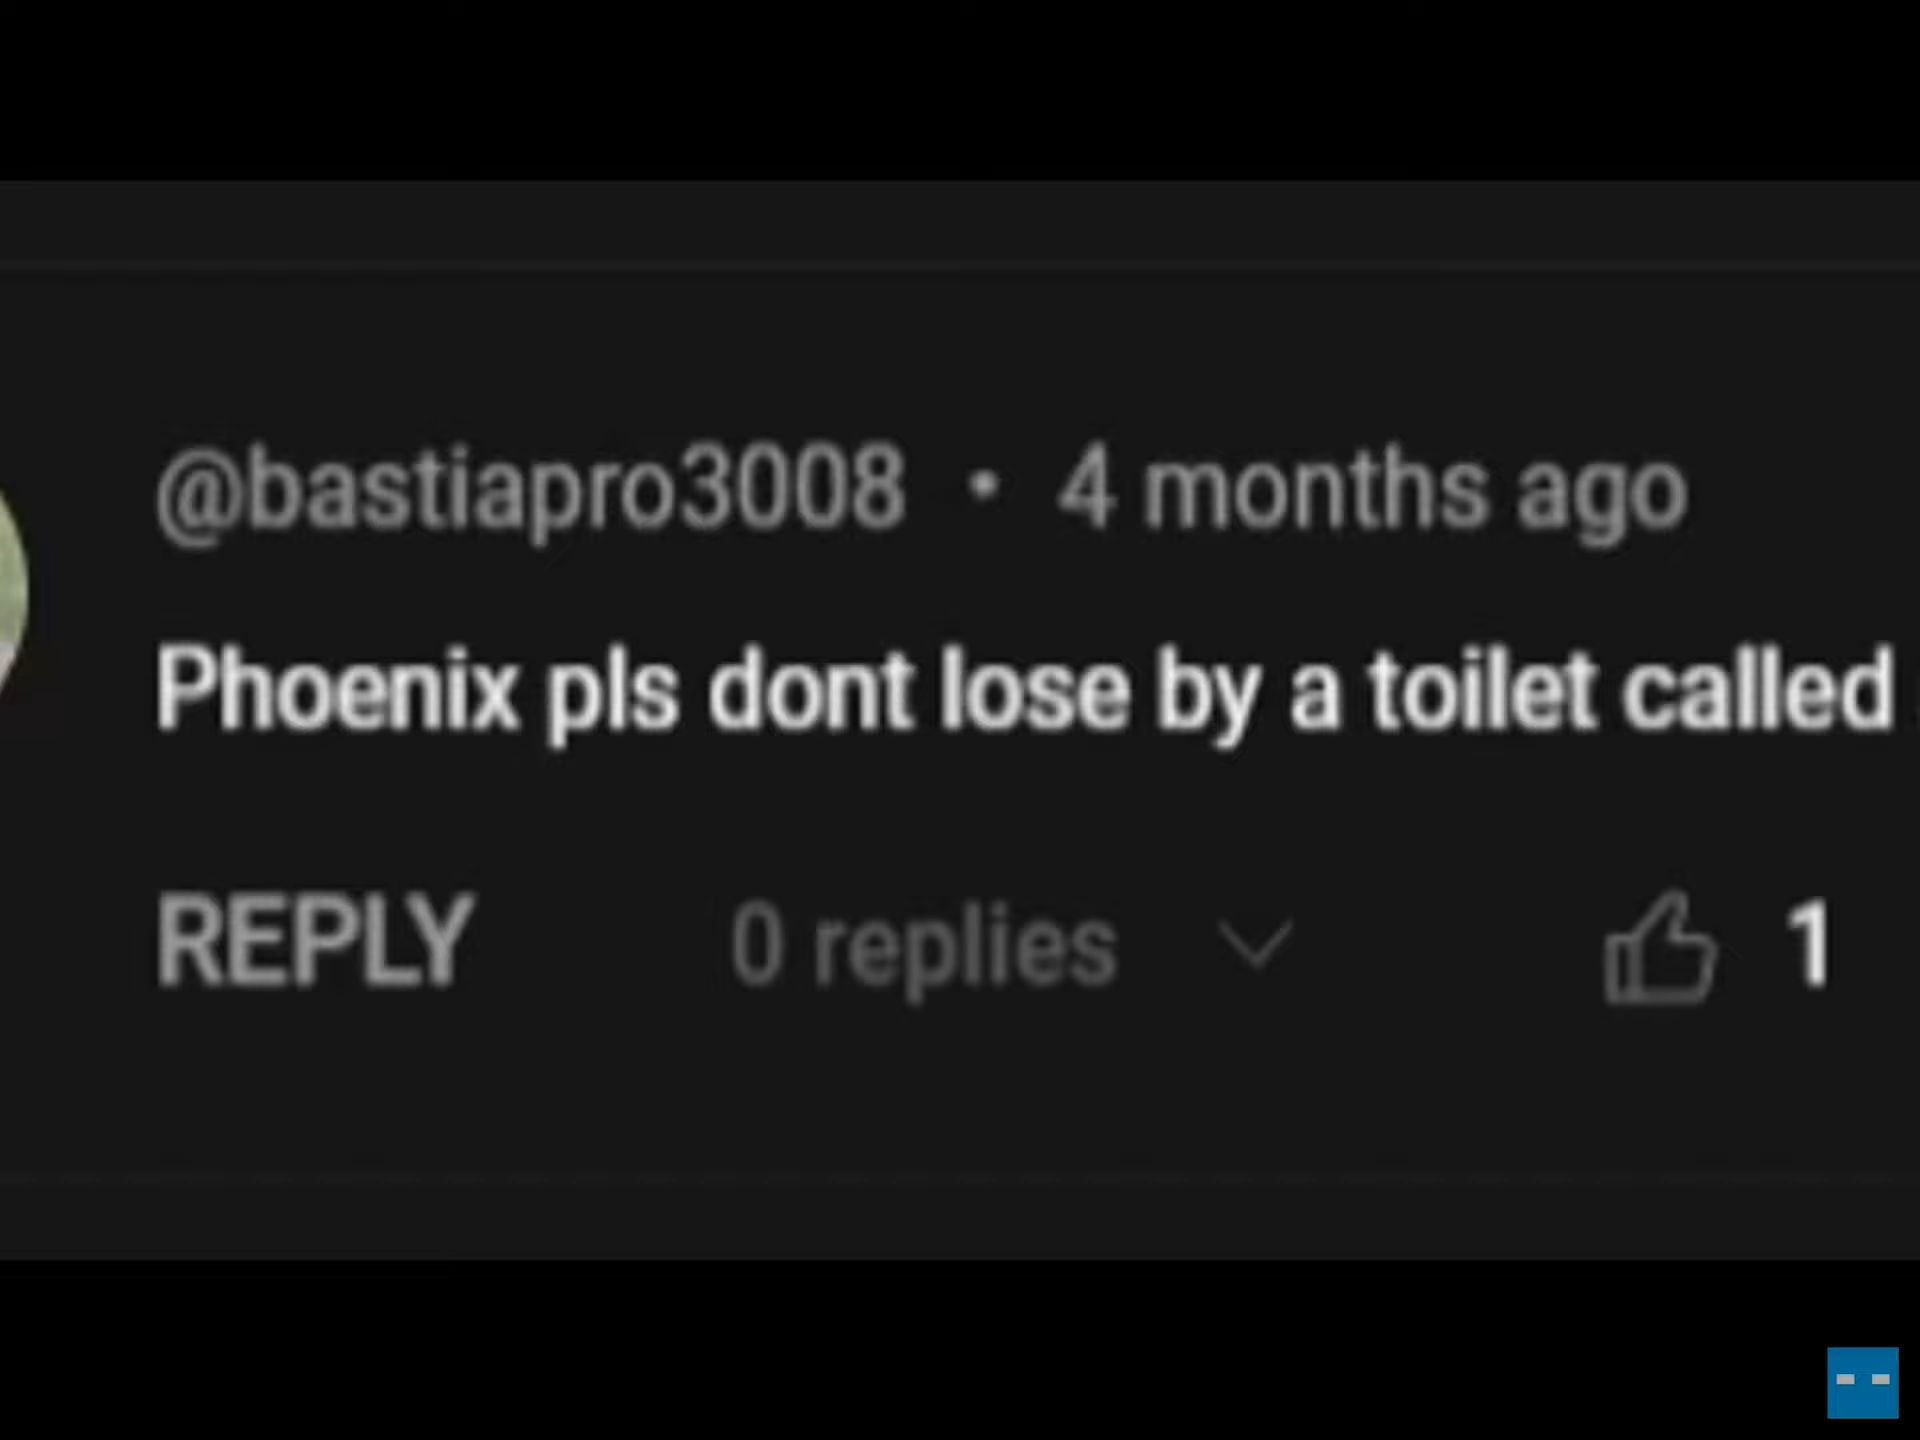 @bastiapro3008 • 4 months ago
Phoenix pls dont lose by a toilet called
REPLY 0 replies 1